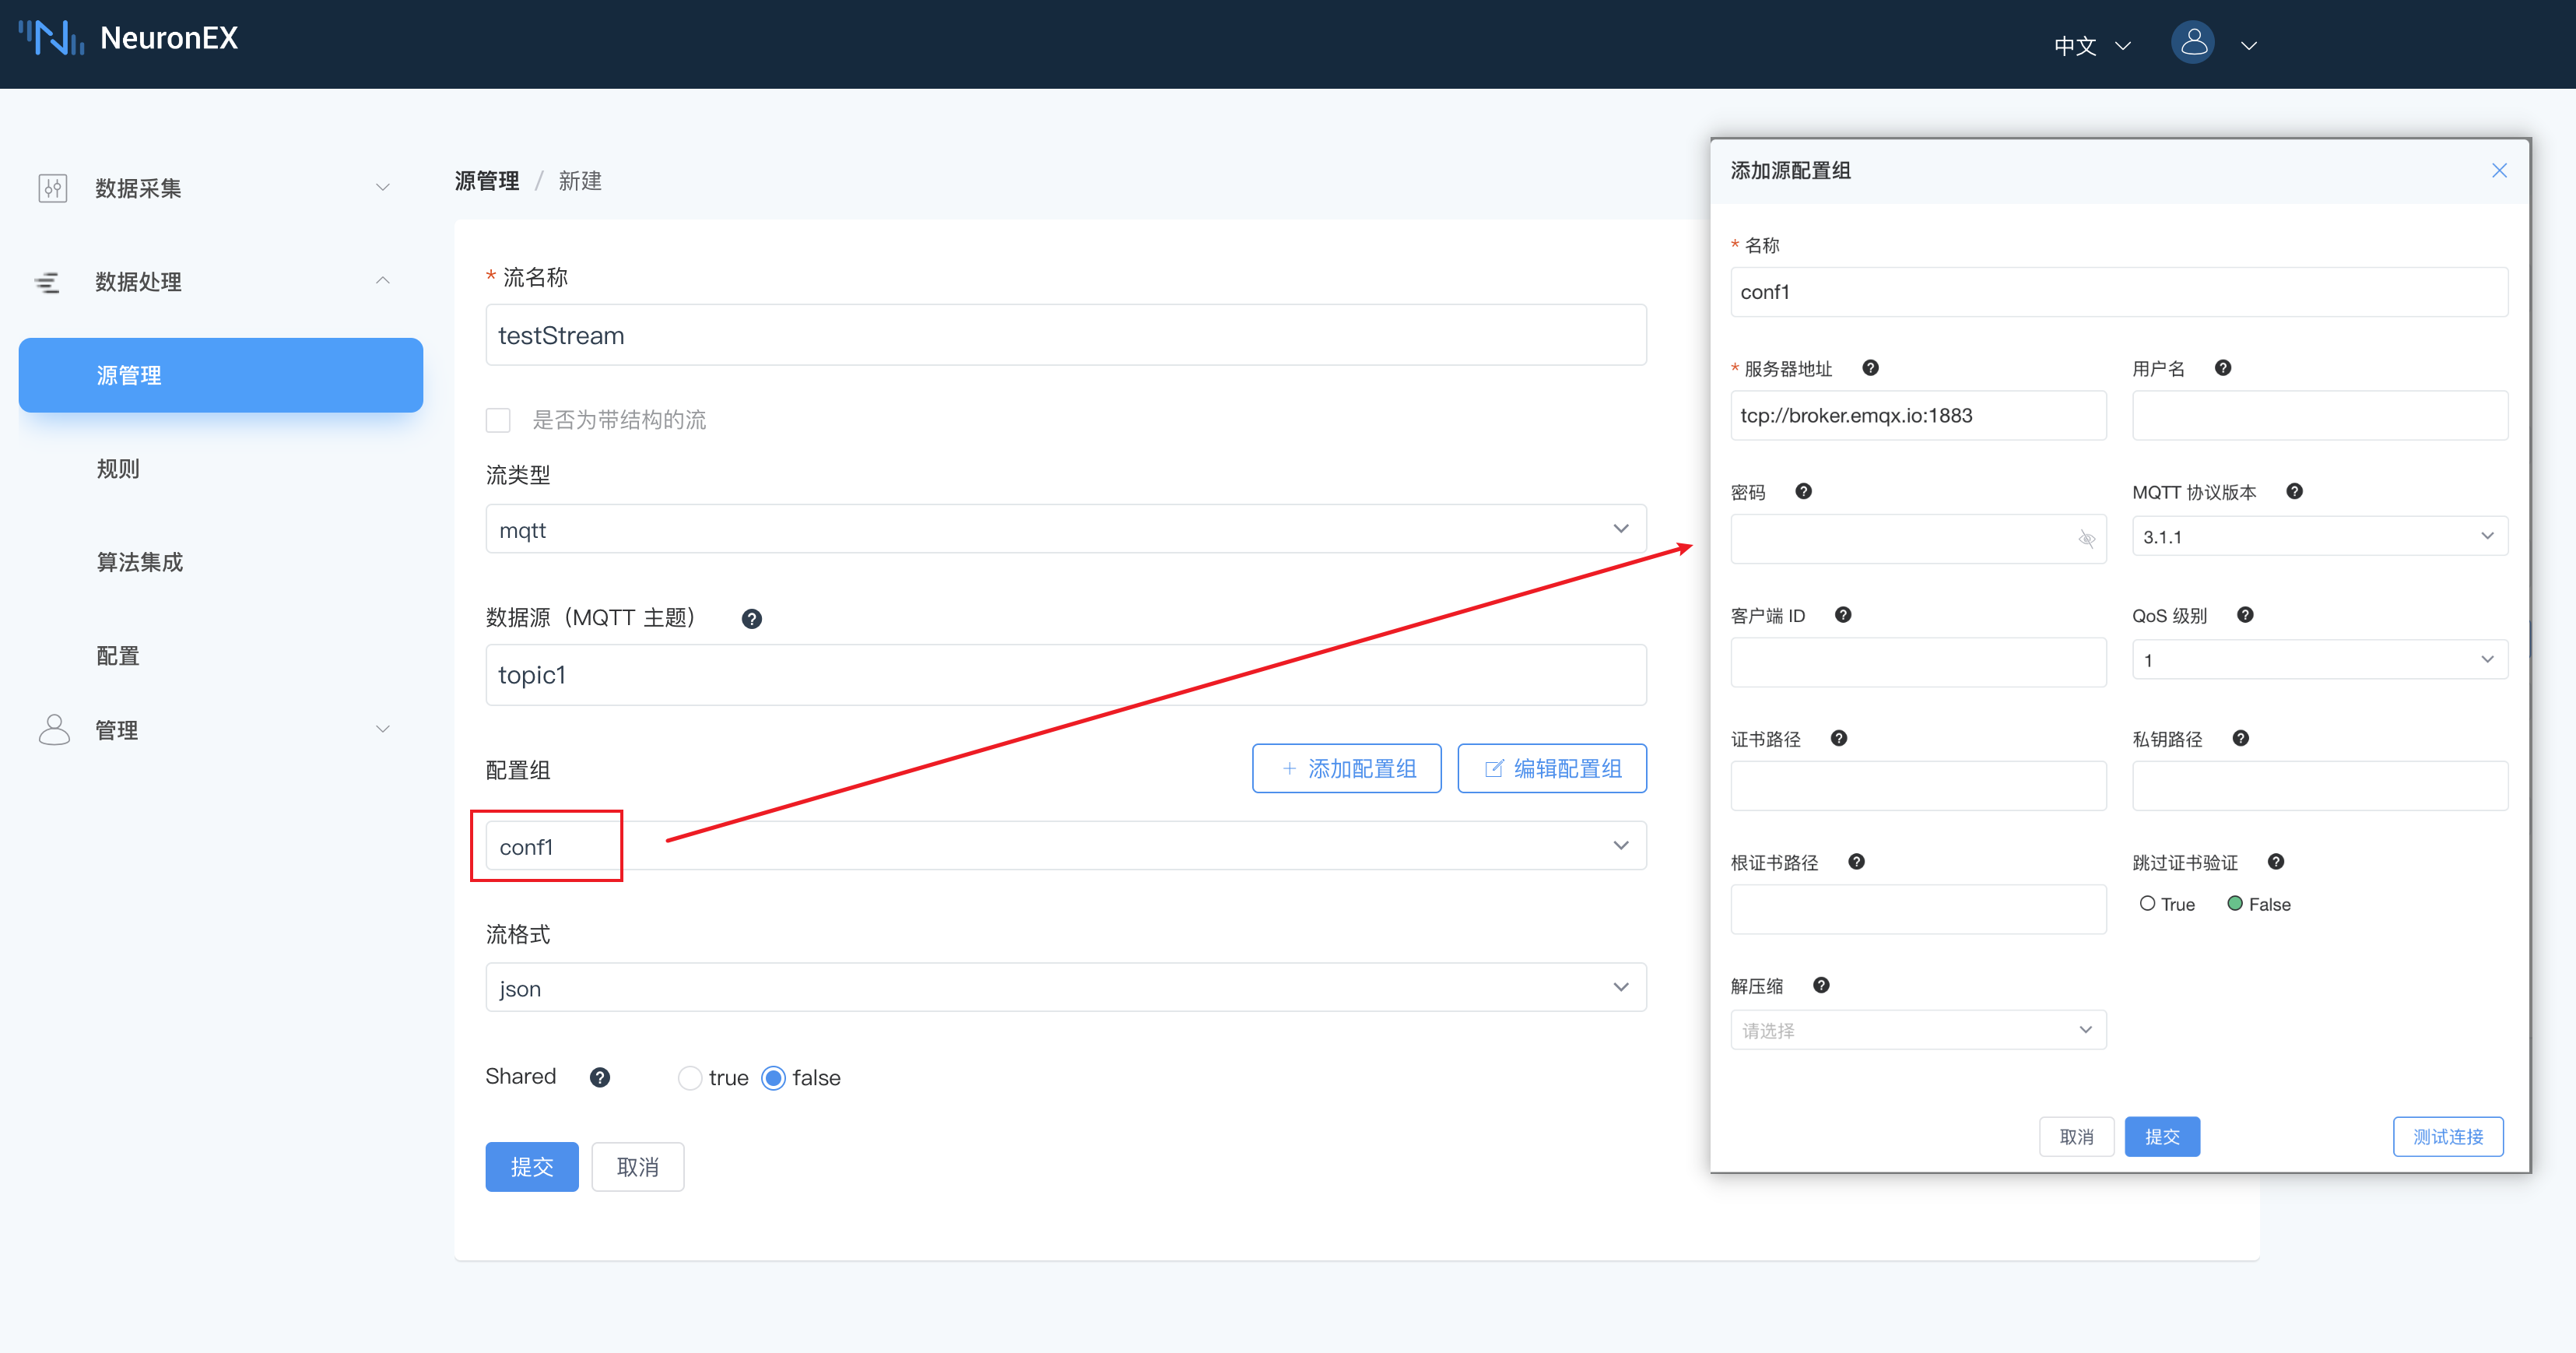 NeuronEX
中文
数据采集
数据处理
源管理
规则
算法集成
配置
管理
源管理 / 新建
* 流名称
testStream
是否为带结构的流
流类型
mqtt
数据源（MQTT 主题）
topic1
配置组
添加配置组
编辑配置组
conf1
流格式
json
Shared
true
false
提交
取消
添加源配置组
* 名称
conf1
* 服务器地址
用户名
tcp://broker.emqx.io:1883
密码
MQTT 协议版本
3.1.1
客户端 ID
QoS 级别
1
证书路径
私钥路径
根证书路径
跳过证书验证
True
False
解压缩
请选择
取消
提交
测试连接